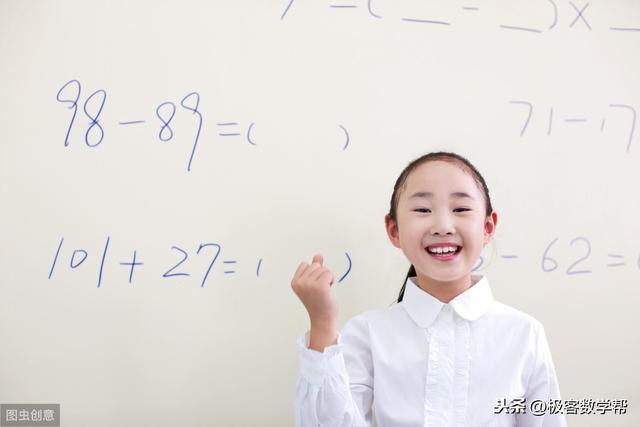 = ( _ - _ ) ×
98-89=( )
71-17
101+27=( )
- 62=
图虫创意
头条 @极客数学帮